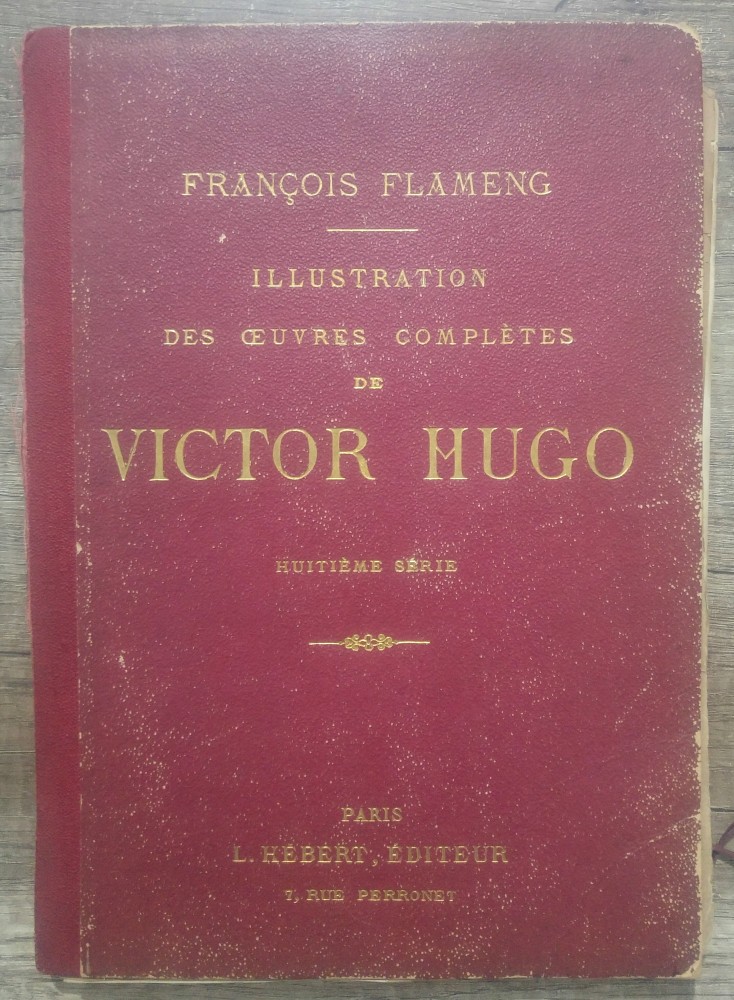 FRANÇOIS FLAMENG
ILLUSTRATION
DES ŒUVRES COMPLÈTES
DE
VICTOR HUGO
HUITIÈME SÉRIE
PARIS
L. HÉBERT, ÉDITEUR
7, RUE PERRONET